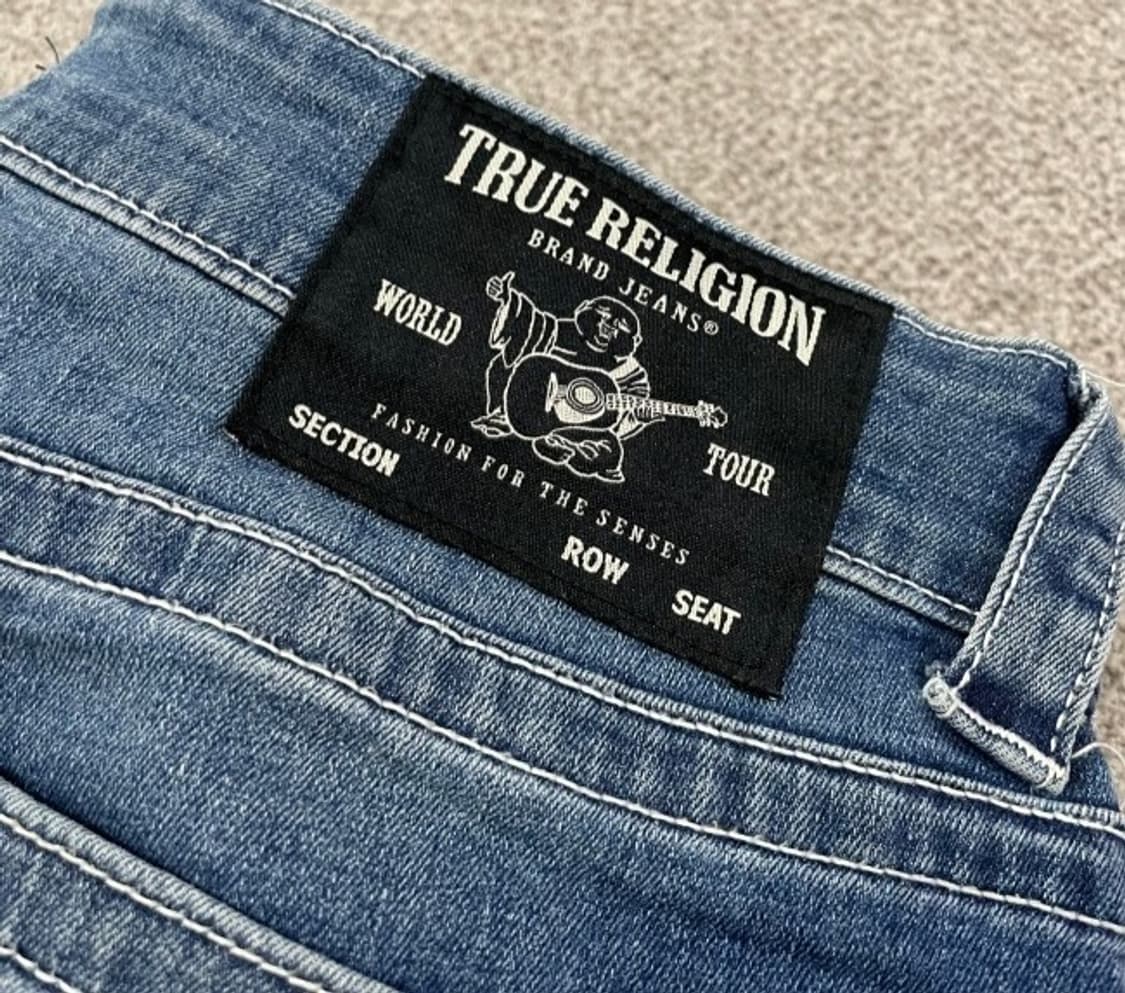 TRUE RELIGION
BRAND JEANS®
WORLD TOUR
FASHION FOR THE SENSES
SECTION ROW SEAT